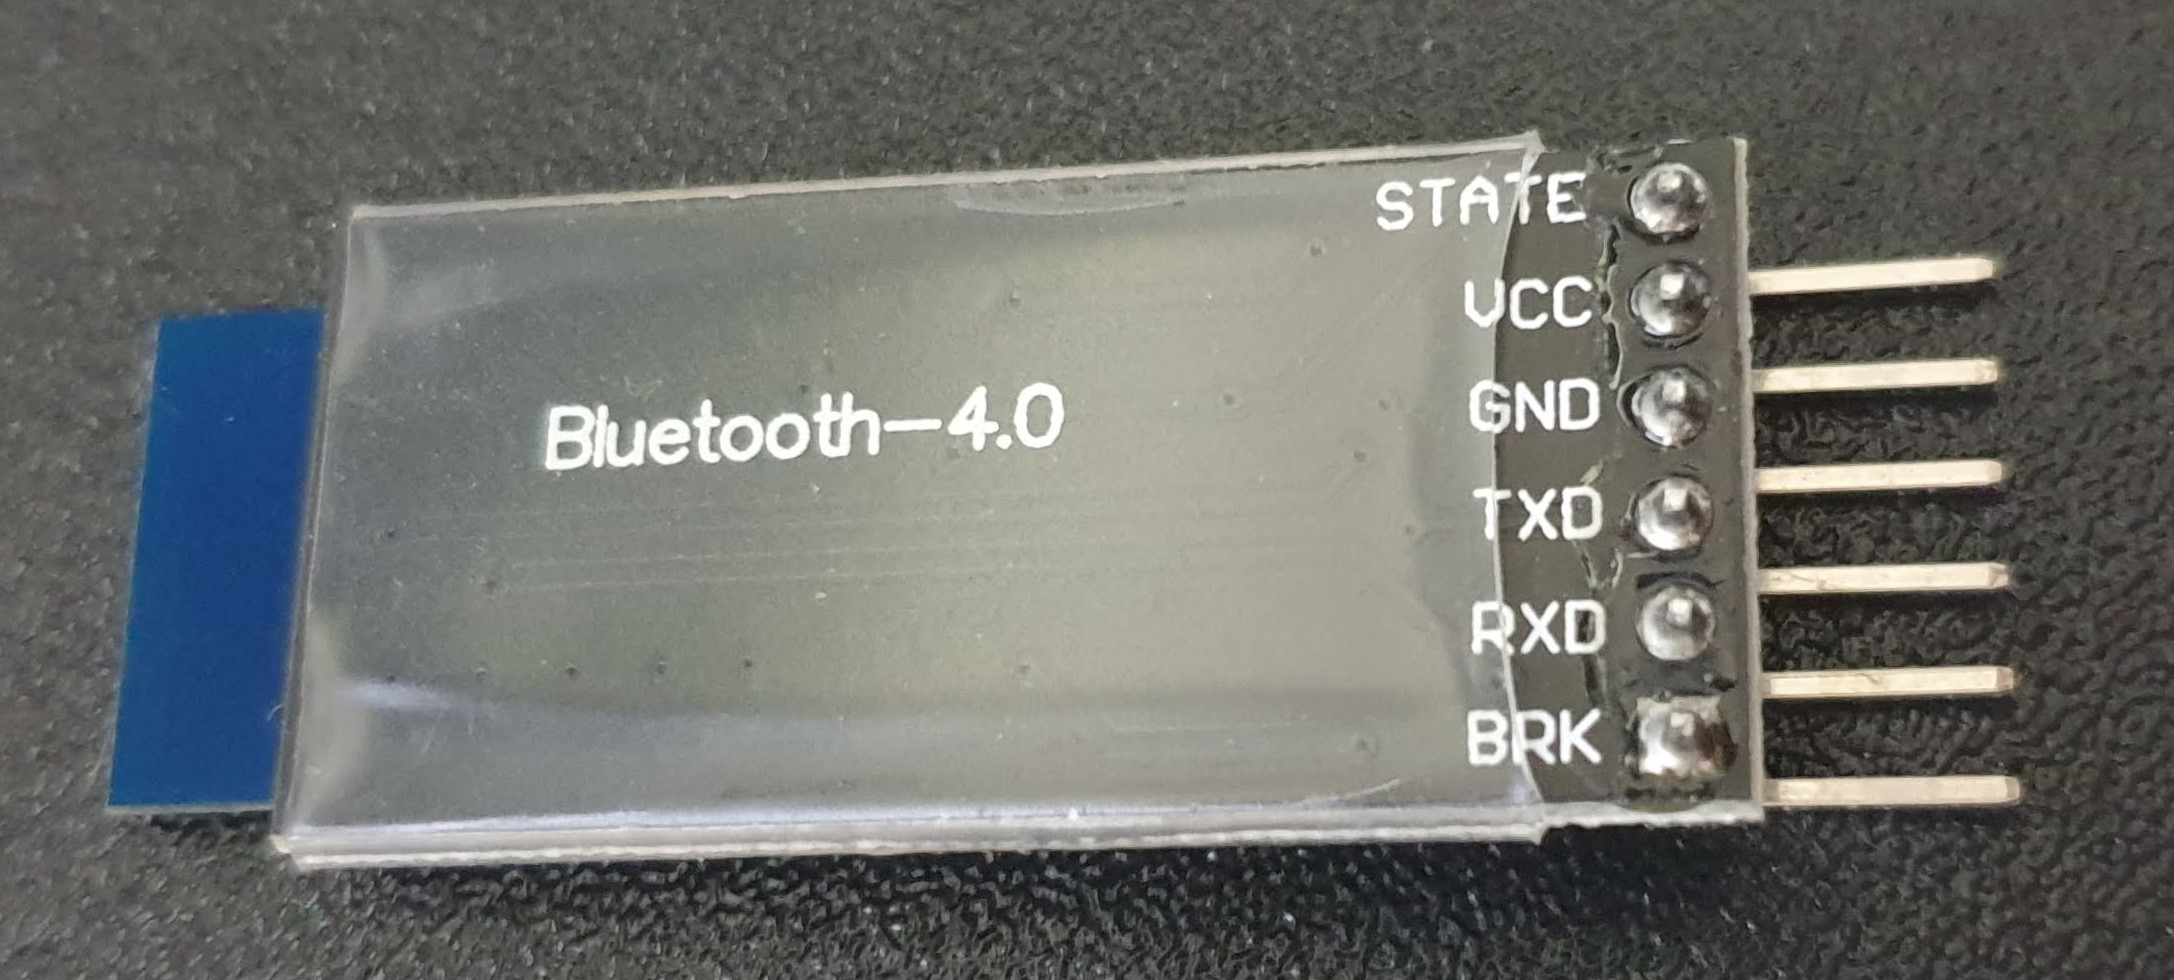 STATE
VCC
GND
Bluetooth-4.0
TXD
RXD
BRK